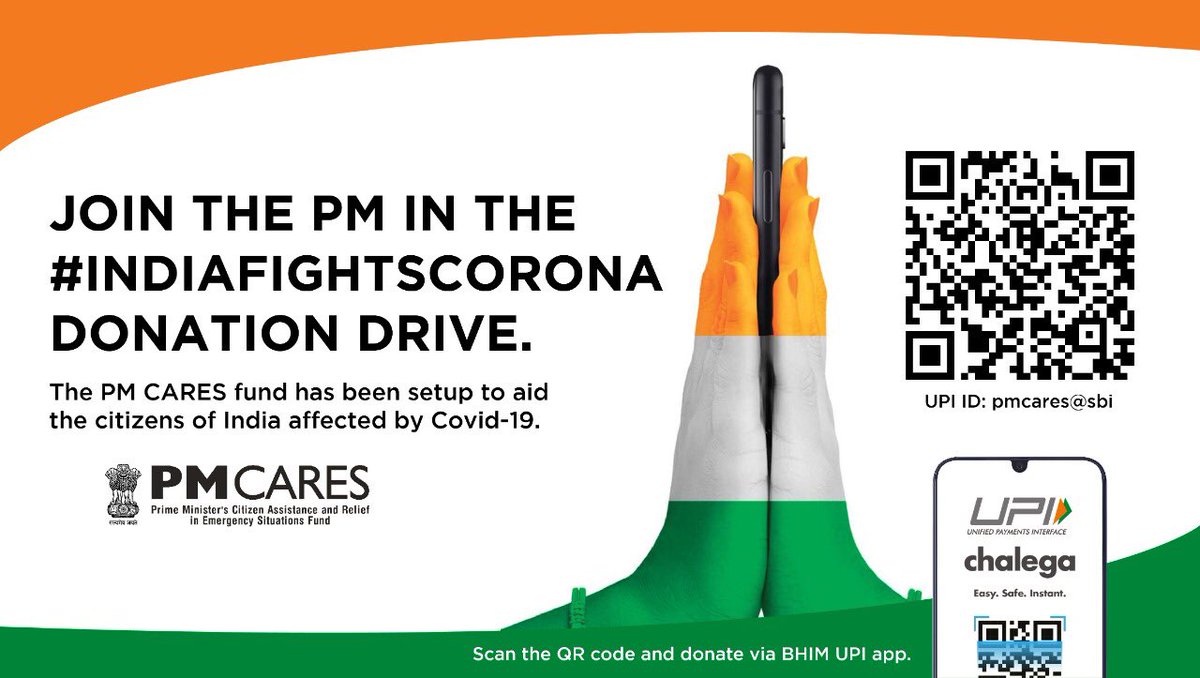 JOIN THE PM IN THE
#INDIAFIGHTSCORONA
DONATION DRIVE.
The PM CARES fund has been setup to aid
the citizens of India affected by Covid-19.
सत्यमेव जयते
PMCARES
Prime Minister's Citizen Assistance and Relief
in Emergency Situations Fund
UPI ID: pmcares@sbi
UPI
UNIFIED PAYMENTS INTERFACE
chalega
Easy. Safe. Instant.
Scan the QR code and donate via BHIM UPI app.